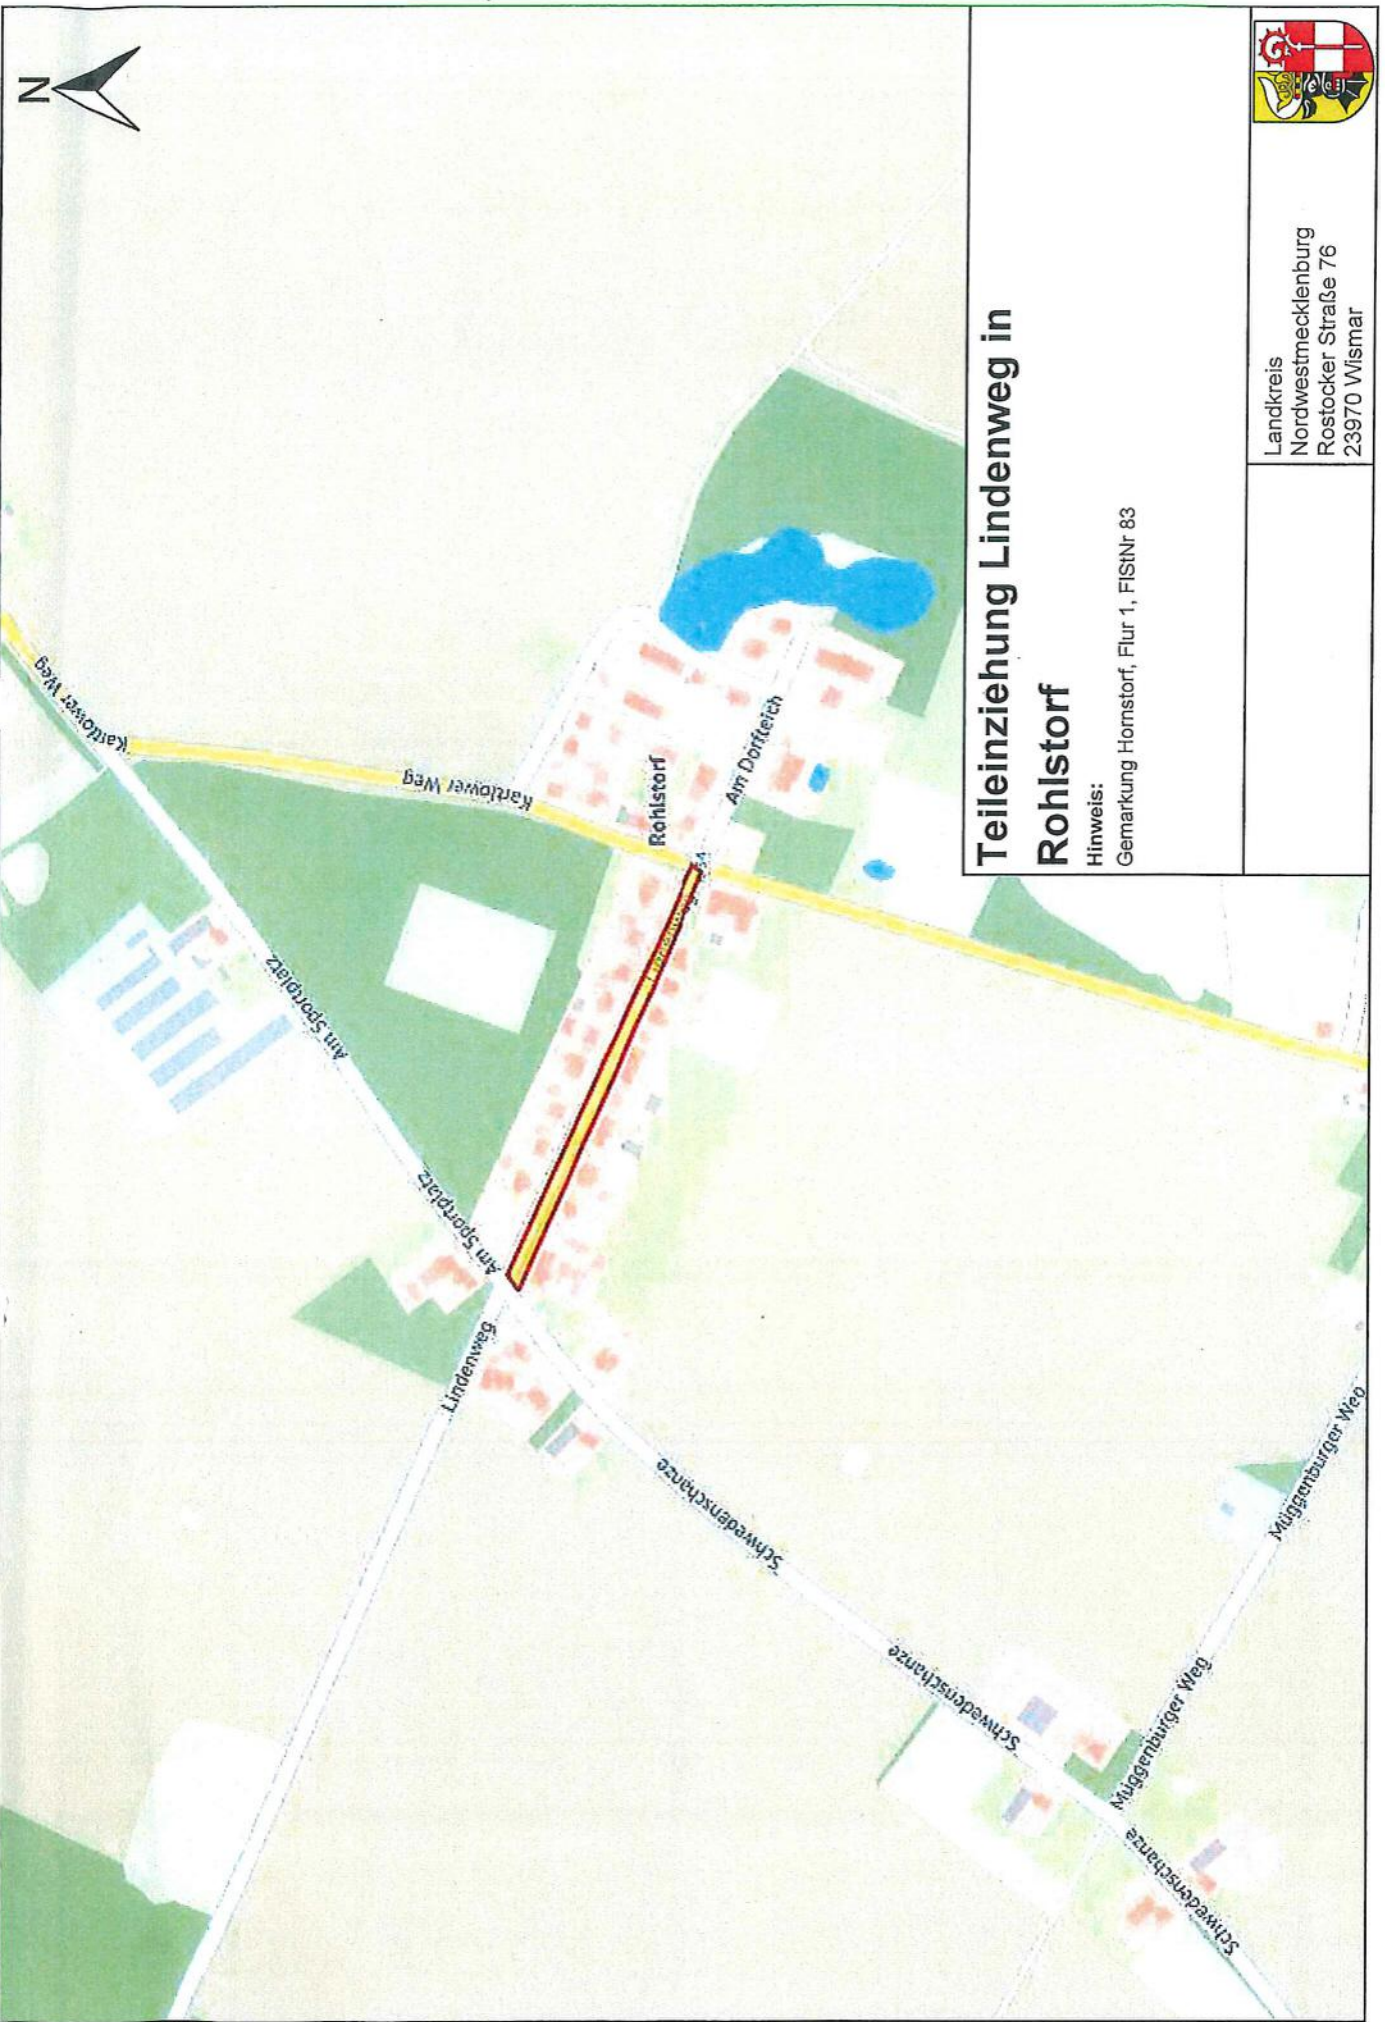 N
Kartlower Weg
Kartlower Weg
Am Sportplatz
Am Sportplatz
Rohlstorf
Am Dorfteich
Lindenweg
Schwedenschanze
Schwedenschanze
Schwedenschanze
Müggenburger Weg
Müggenburger Weg
Teileinziehung Lindenweg in
Rohlstorf
Hinweis:
Gemarkung Hornstorf, Flur 1, FlStNr 83
Landkreis
Nordwestmecklenburg
Rostocker Straße 76
23970 Wismar